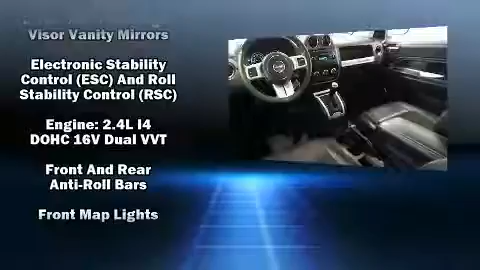 Visor Vanity Mirrors
Electronic Stability
Control (ESC) And Roll
Stability Control (RSC)
Engine: 2.4L I4
DOHC 16V Dual VVT
Front And Rear
Anti-Roll Bars
Front Map Lights